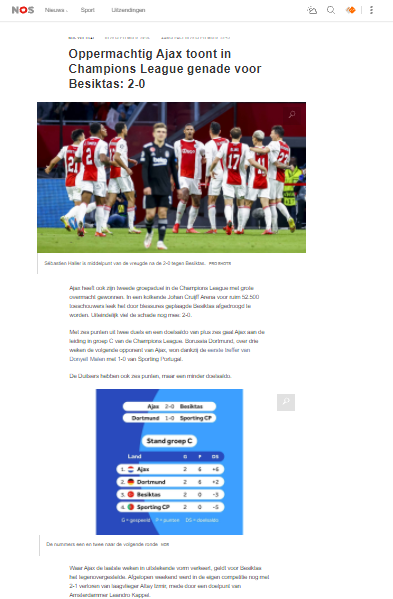 NOS Nieuws Sport Uitzendingen
Oppermachtig Ajax toont in
Champions League genade voor
Besiktas: 2-0
Sébastien Haller is middelpunt van de vreugde na de 2-0 tegen Besiktas. PRO SHOTS
Ajax heeft ook zijn tweede groepsduel in de Champions League met grote
overmacht gewonnen. In een kolkende Johan Cruijff Arena voor ruim 52.500
toeschouwers leek het door blessures geplaagde Besiktas afgedroogd te
worden. Uiteindelijk viel de schade nog mee: 2-0.
Met zes punten uit twee duels en een doelsaldo van plus zes gaat Ajax aan de
leiding in groep C van de Champions League. Borussia Dortmund, over drie
weken de volgende opponent van Ajax, won dankzij de eerste treffer van
Donyell Malen met 1-0 van Sporting Portugal.
De Duitsers hebben ook zes punten, maar een minder doelsaldo.
Ajax 2-0 Besiktas
Dortmund 1-0 Sporting CP
Stand groep C
Land G P DS
1. Ajax 2 6 +6
2. Dortmund 2 6 +2
3. Besiktas 2 0 -3
4. Sporting CP 2 0 -5
G = gespeeld P = punten DS = doelsaldo
De nummers een en twee naar de volgende ronde NOS
Waar Ajax de laatste weken in uitstekende vorm verkeert, geldt voor Besiktas
het tegenovergestelde. Afgelopen weekend werd in de eigen competitie nog met
2-1 verloren van laagvlieger Altay Izmir, mede door een doelpunt van
Amsterdammer Leandro Kappel.